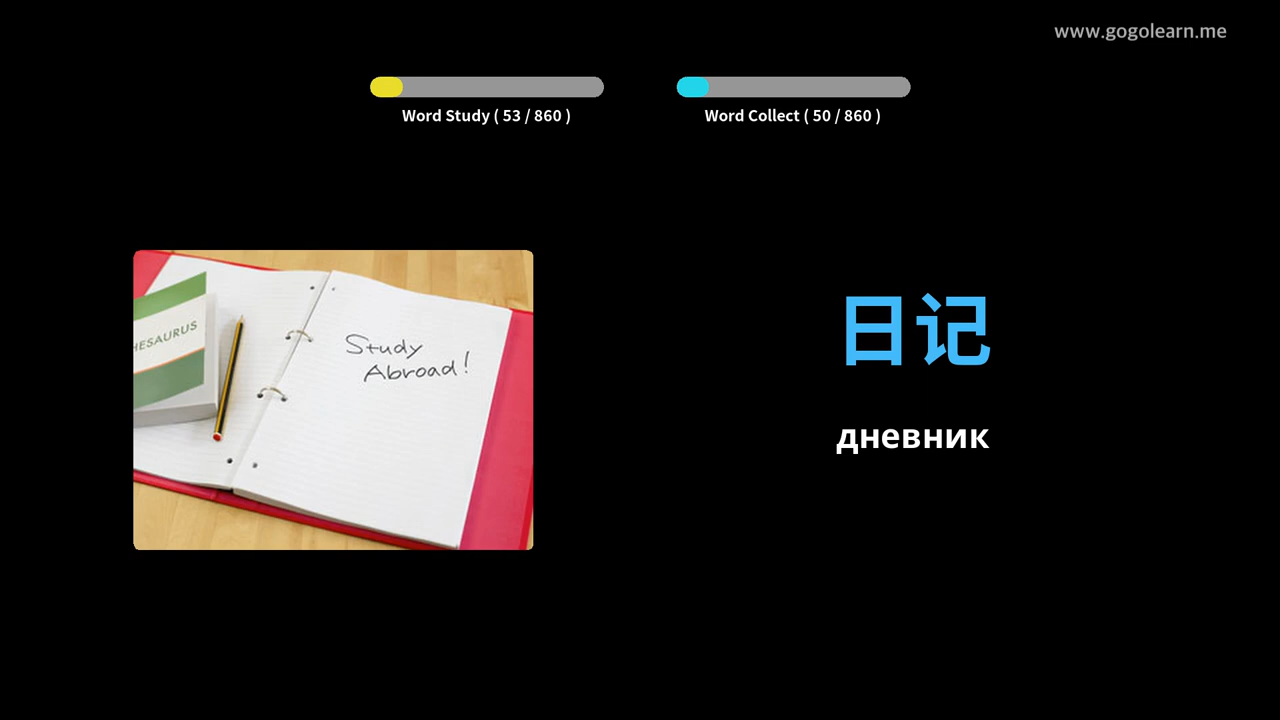 www.gogolearn.me
Word Study ( 53 / 860 )
Word Collect ( 50 / 860 )
HESAURUS
Study
Abroad!
日记
дневник